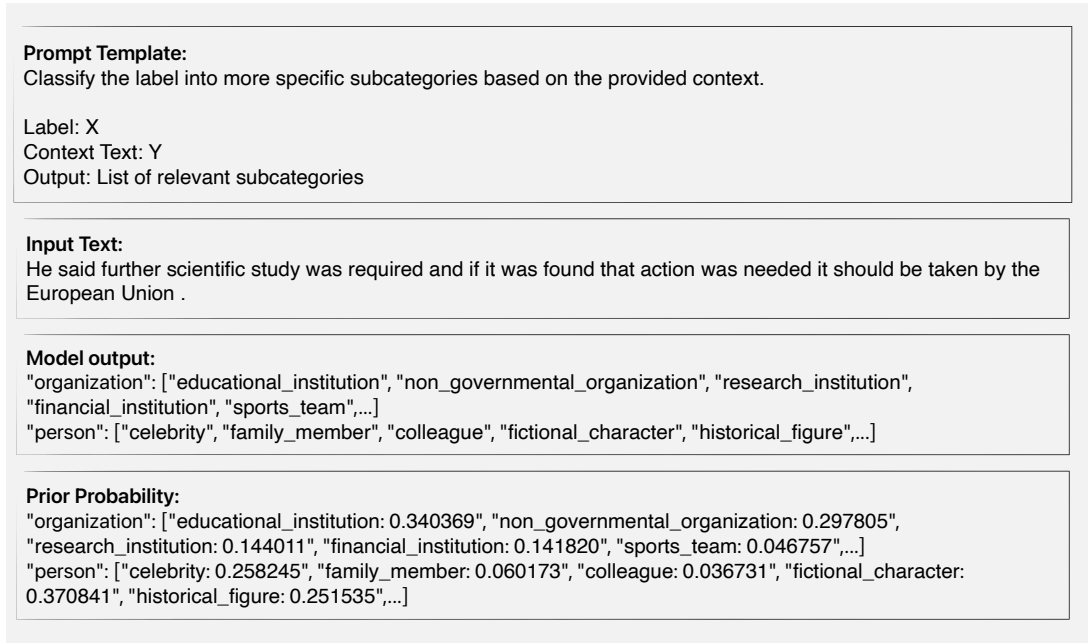 Prompt Template:
Classify the label into more specific subcategories based on the provided context.
Label: X
Context Text: Y
Output: List of relevant subcategories
Input Text:
He said further scientific study was required and if it was found that action was needed it should be taken by the
European Union .
Model output:
"organization": ["educational_institution", "non_governmental_organization", "research_institution",
"financial_institution", "sports_team",...]
"person": ["celebrity", "family_member", "colleague", "fictional_character", "historical_figure",...]
Prior Probability:
"organization": ["educational_institution: 0.340369", "non_governmental_organization: 0.297805",
"research_institution: 0.144011", "financial_institution: 0.141820", "sports_team: 0.046757",...]
"person": ["celebrity: 0.258245", "family_member: 0.060173", "colleague: 0.036731", "fictional_character:
0.370841", "historical_figure: 0.251535",...]